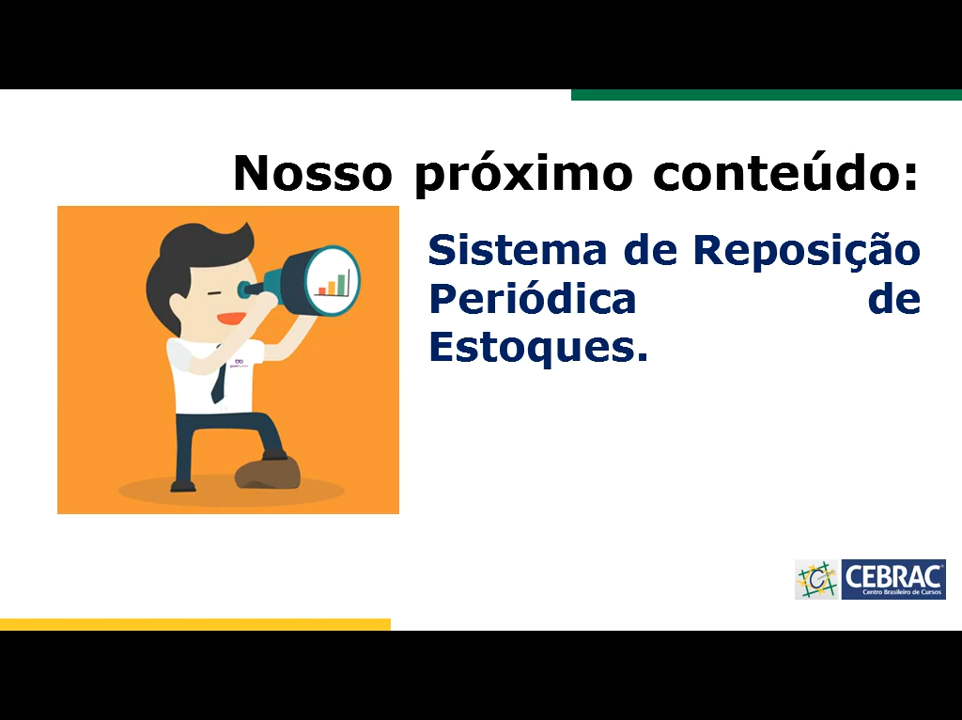 Nosso próximo conteúdo:
Sistema de Reposição
Periódica de
Estoques.
CEBRAC
Centro Brasileiro de Cursos